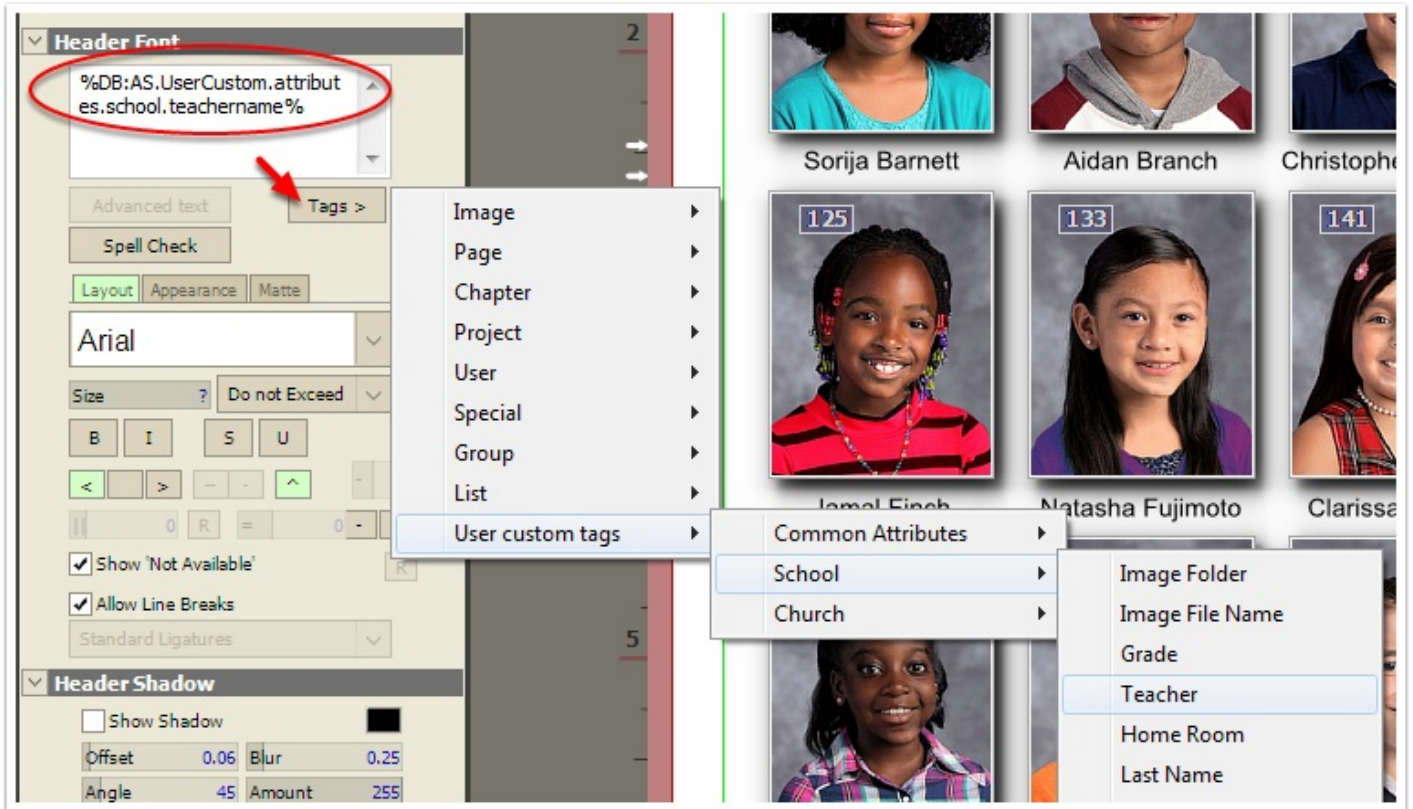 Header Font
%DB:AS.UserCustom.attribut
es.school.teachername%
Advanced text
Tags >
Spell Check
Layout Appearance Matte
Arial
Size ? Do not Exceed
B I S U
< > - - ^ -
0 R = 0 -
Show 'Not Available' R
Allow Line Breaks
Standard Ligatures
Header Shadow
Show Shadow
Offset 0.06 Blur 0.25
Angle 45 Amount 255
2
5
Image
Page
Chapter
Project
User
Special
Group
List
User custom tags
Common Attributes
School
Church
Image Folder
Image File Name
Grade
Teacher
Home Room
Last Name
Sorija Barnett Aidan Branch Christophe
125 133 141
Jamal Finch Natasha Fujimoto Clarissa